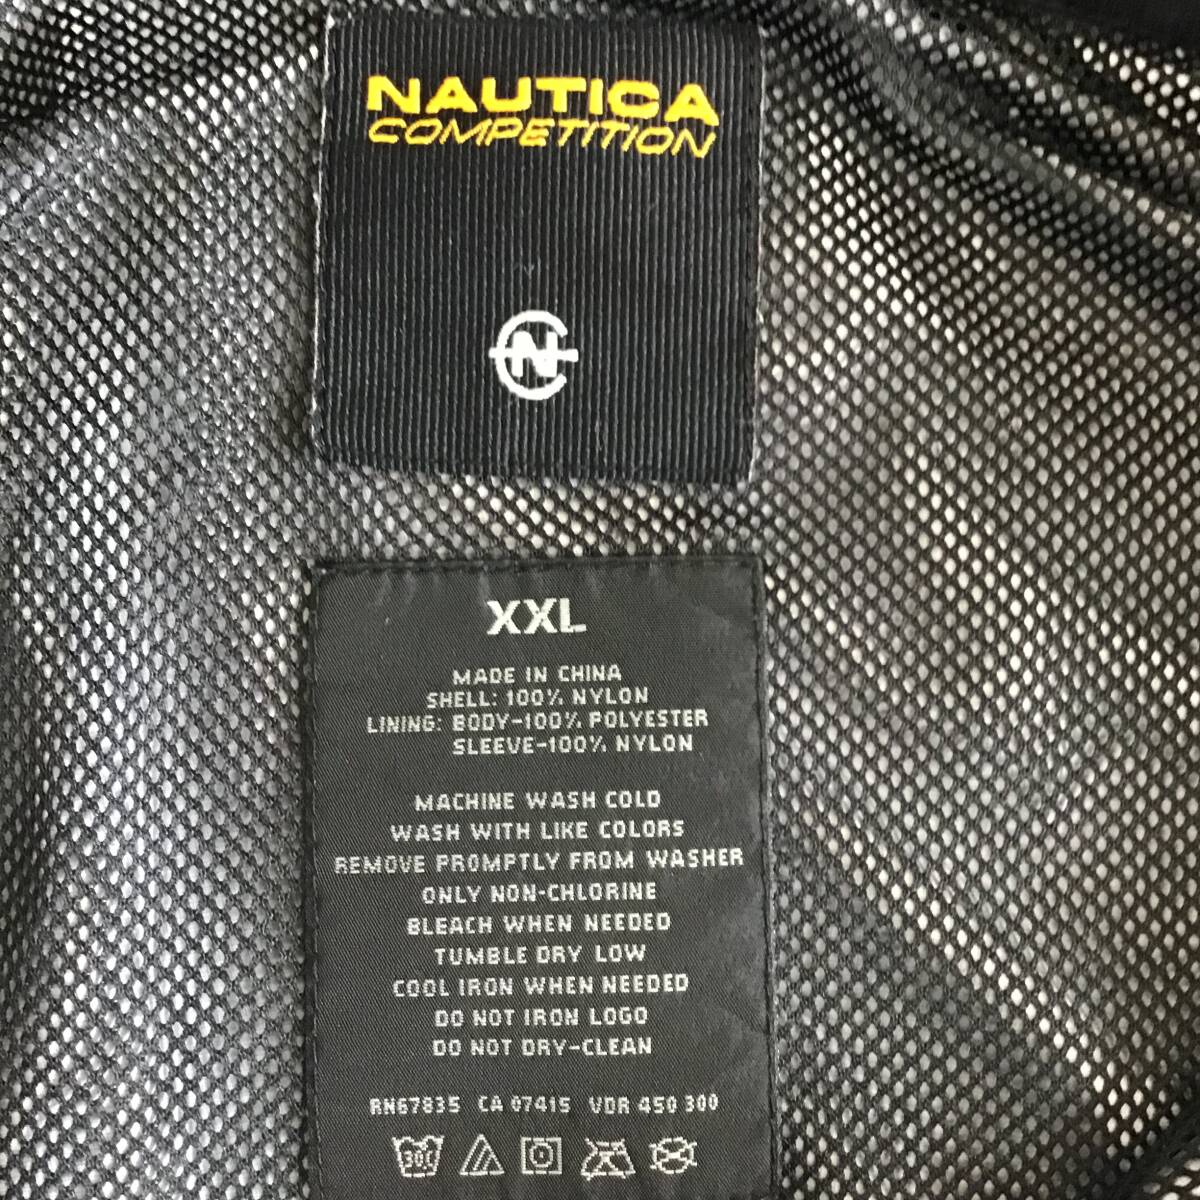 NAUTICA
COMPETITION
N
XXL
MADE IN CHINA
SHELL: 100% NYLON
LINING: BODY-100% POLYESTER
SLEEVE-100% NYLON
MACHINE WASH COLD
WASH WITH LIKE COLORS
REMOVE PROMPTLY FROM WASHER
ONLY NON-CHLORINE
BLEACH WHEN NEEDED
TUMBLE DRY LOW
COOL IRON WHEN NEEDED
DO NOT IRON LOGO
DO NOT DRY-CLEAN
RN67835 CA 07415 VDR 450 300
30C